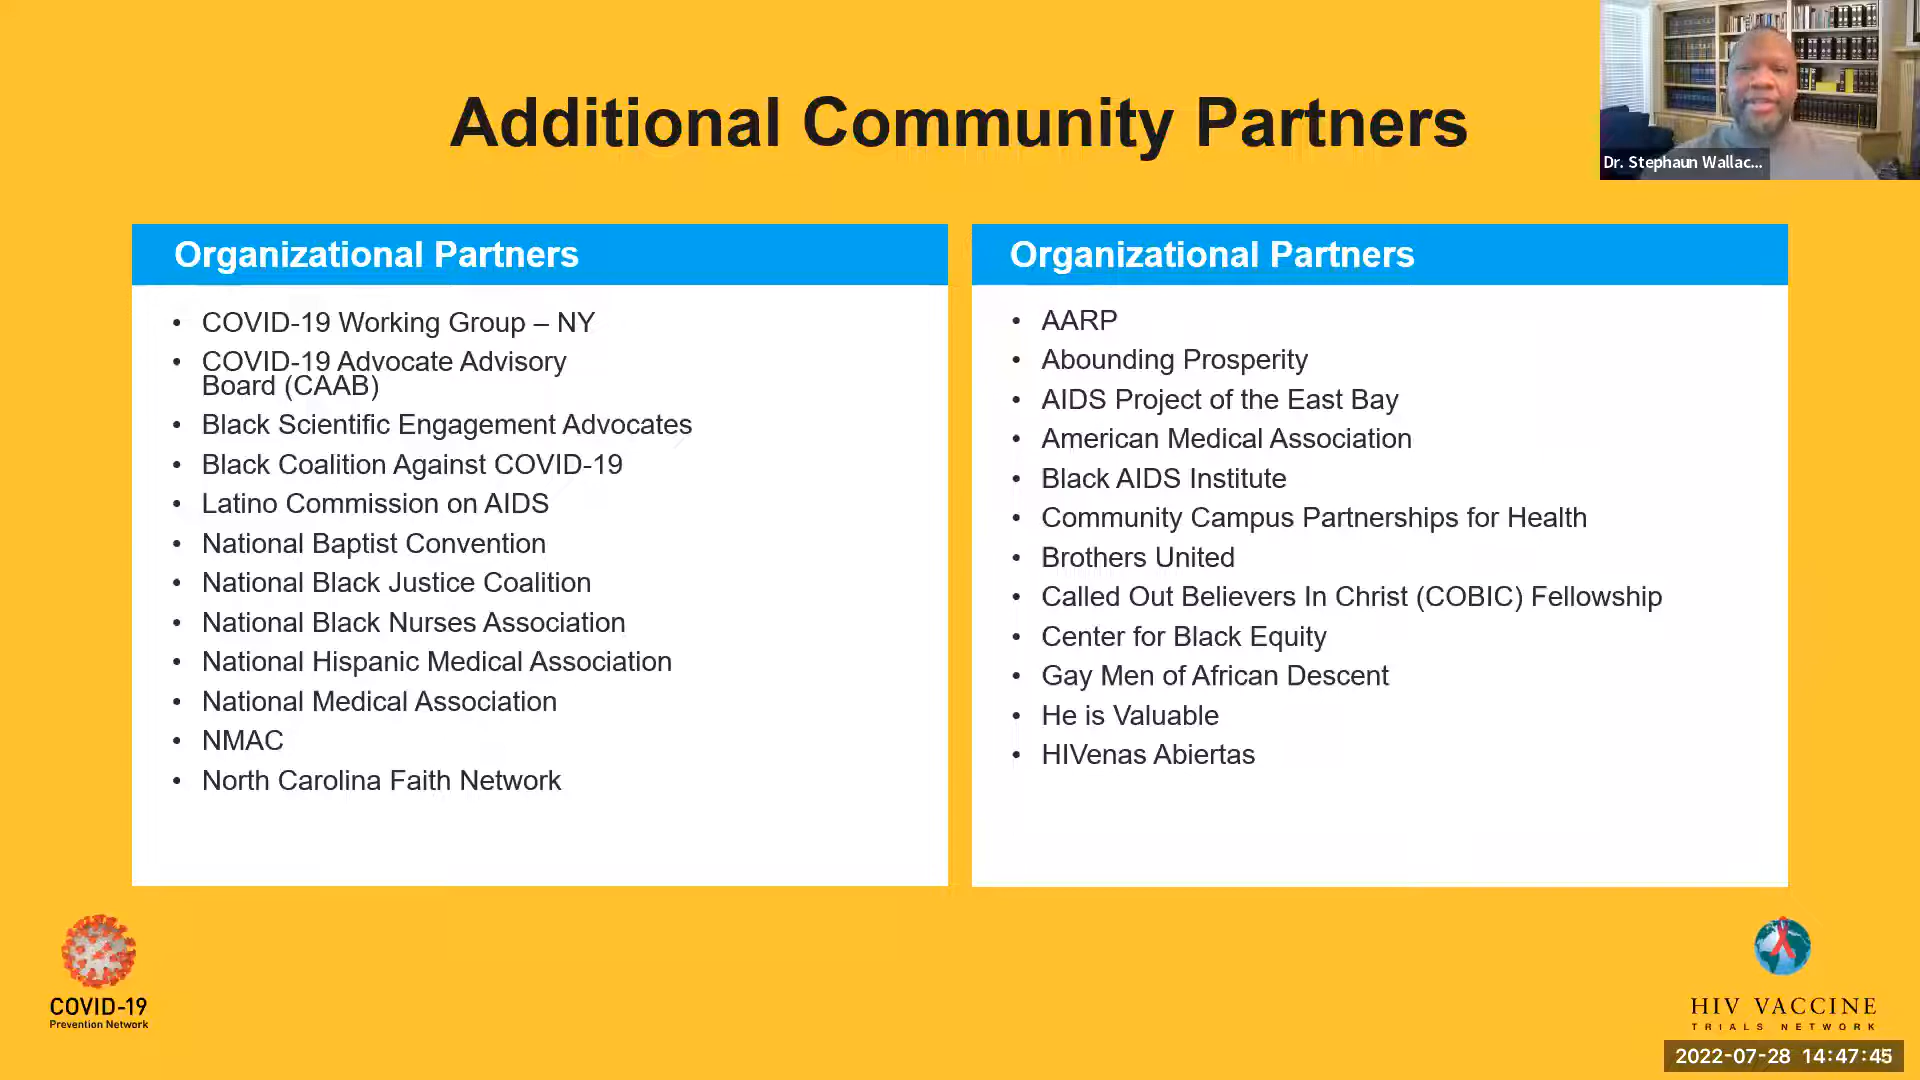 Additional Community Partners
Dr. Stephaun Wallac...
Organizational Partners
• COVID-19 Working Group – NY
• COVID-19 Advocate Advisory
Board (CAAB)
• Black Scientific Engagement Advocates
• Black Coalition Against COVID-19
• Latino Commission on AIDS
• National Baptist Convention
• National Black Justice Coalition
• National Black Nurses Association
• National Hispanic Medical Association
• National Medical Association
• NMAC
• North Carolina Faith Network
Organizational Partners
• AARP
• Abounding Prosperity
• AIDS Project of the East Bay
• American Medical Association
• Black AIDS Institute
• Community Campus Partnerships for Health
• Brothers United
• Called Out Believers In Christ (COBIC) Fellowship
• Center for Black Equity
• Gay Men of African Descent
• He is Valuable
• HIVenas Abiertas
COVID-19
Prevention Network
HIV VACCINE
TRIALS NETWORK
2022-07-28 14:47:45